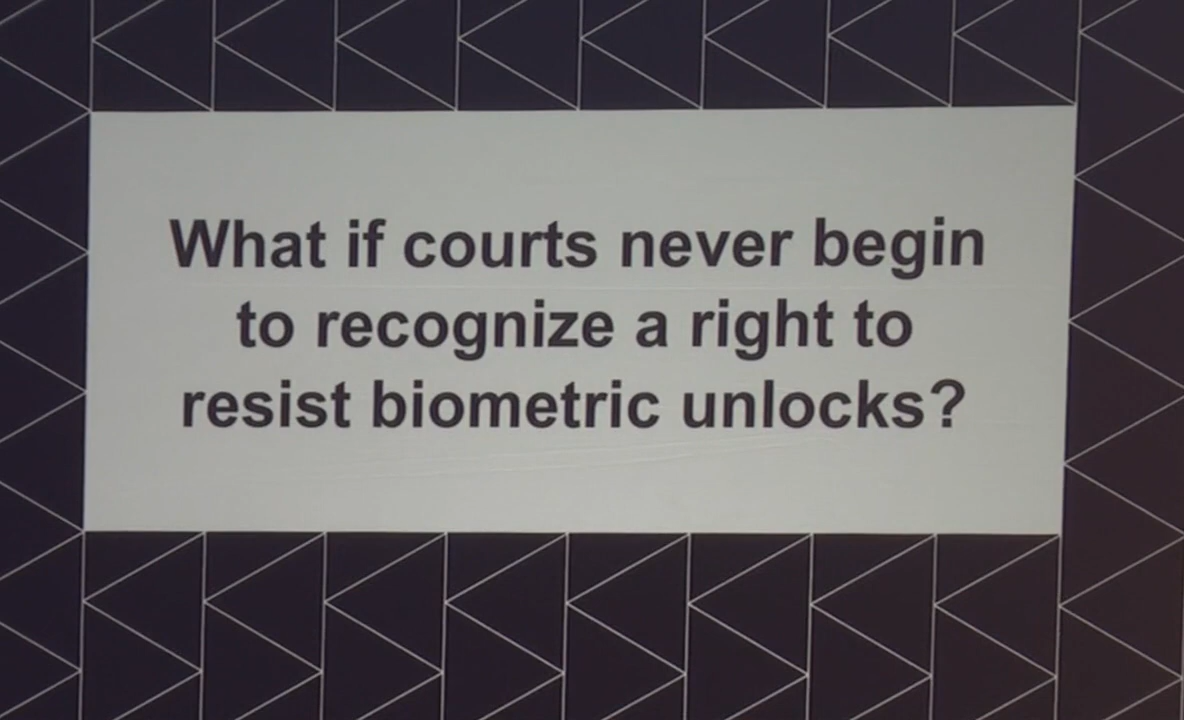 What if courts never begin
to recognize a right to
resist biometric unlocks?